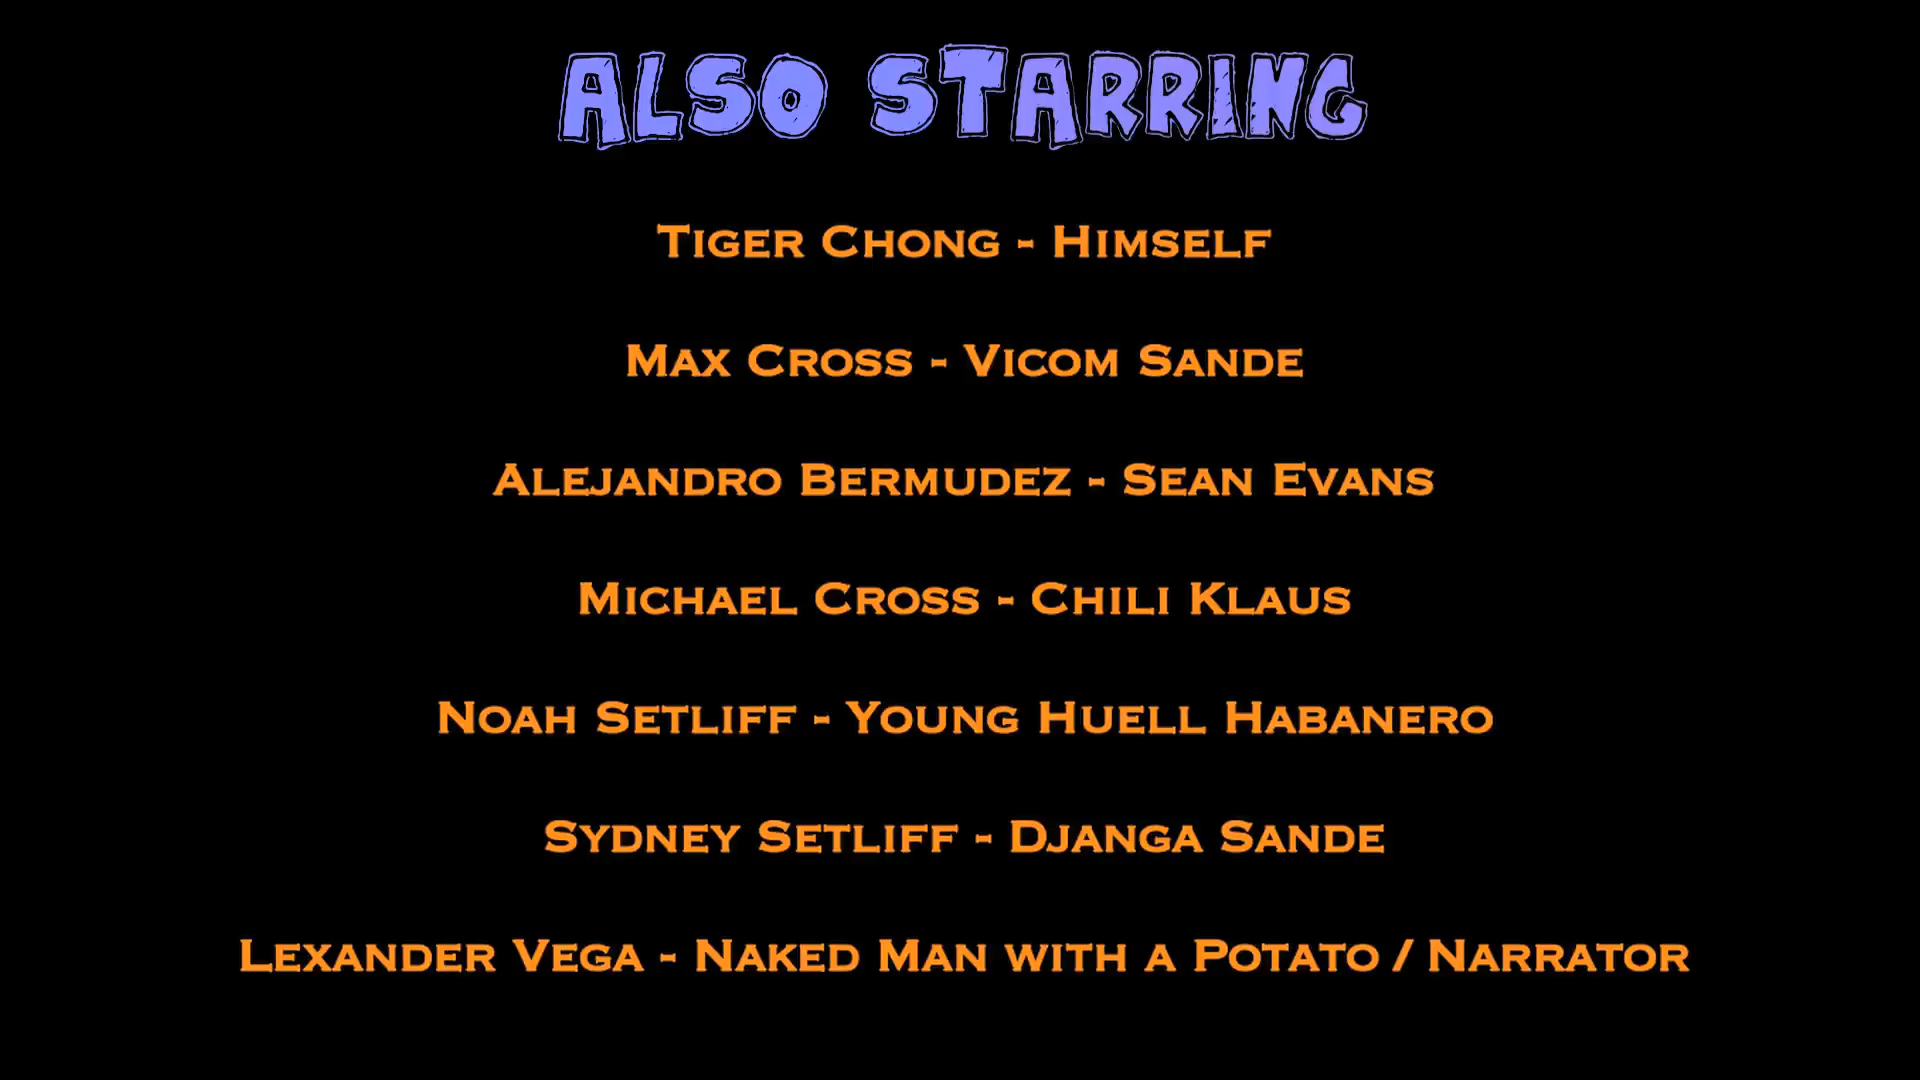 ALSO STARRING
Tiger Chong - Himself
Max Cross - Vicom Sande
Alejandro Bermudez - Sean Evans
Michael Cross - Chili Klaus
Noah Setliff - Young Huell Habanero
Sydney Setliff - Djanga Sande
Lexander Vega - Naked Man with a Potato / Narrator